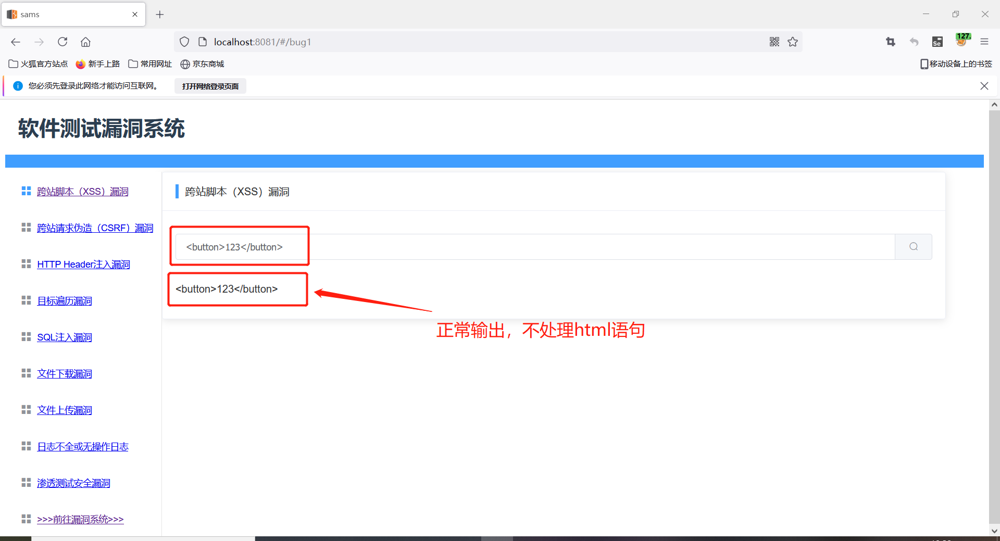 sams
localhost:8081/#/bug1
Se
127.
火狐官方站点
新手上路
常用网址
京东商城
移动设备上的书签
您必须先登录此网络才能访问互联网。
打开网络登录页面
软件测试漏洞系统
跨站脚本（XSS）漏洞
跨站请求伪造（CSRF）漏洞
HTTP Header注入漏洞
目标遍历漏洞
SQL注入漏洞
文件下载漏洞
文件上传漏洞
日志不全或无操作日志
渗透测试安全漏洞
>>>前往漏洞系统>>>
跨站脚本（XSS）漏洞
<button>123</button>
<button>123</button>
正常输出，不处理html语句